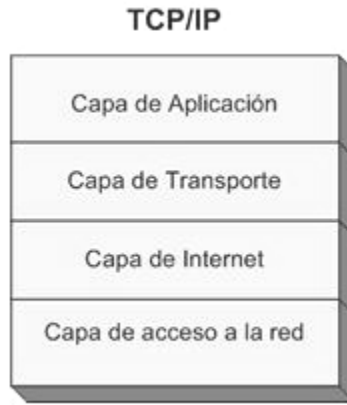 TCP/IP
Capa de Aplicación
Capa de Transporte
Capa de Internet
Capa de acceso a la red